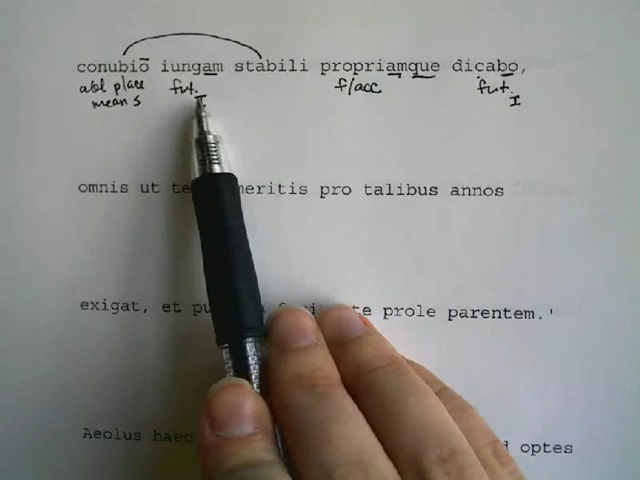 conubiō iungam stabili propriamque dicabo,
abl place fut. f/acc fut.
means I I
omnis ut te meritis pro talibus annos
exigat, et pu te prole parentem.'
Aeolus haec optes